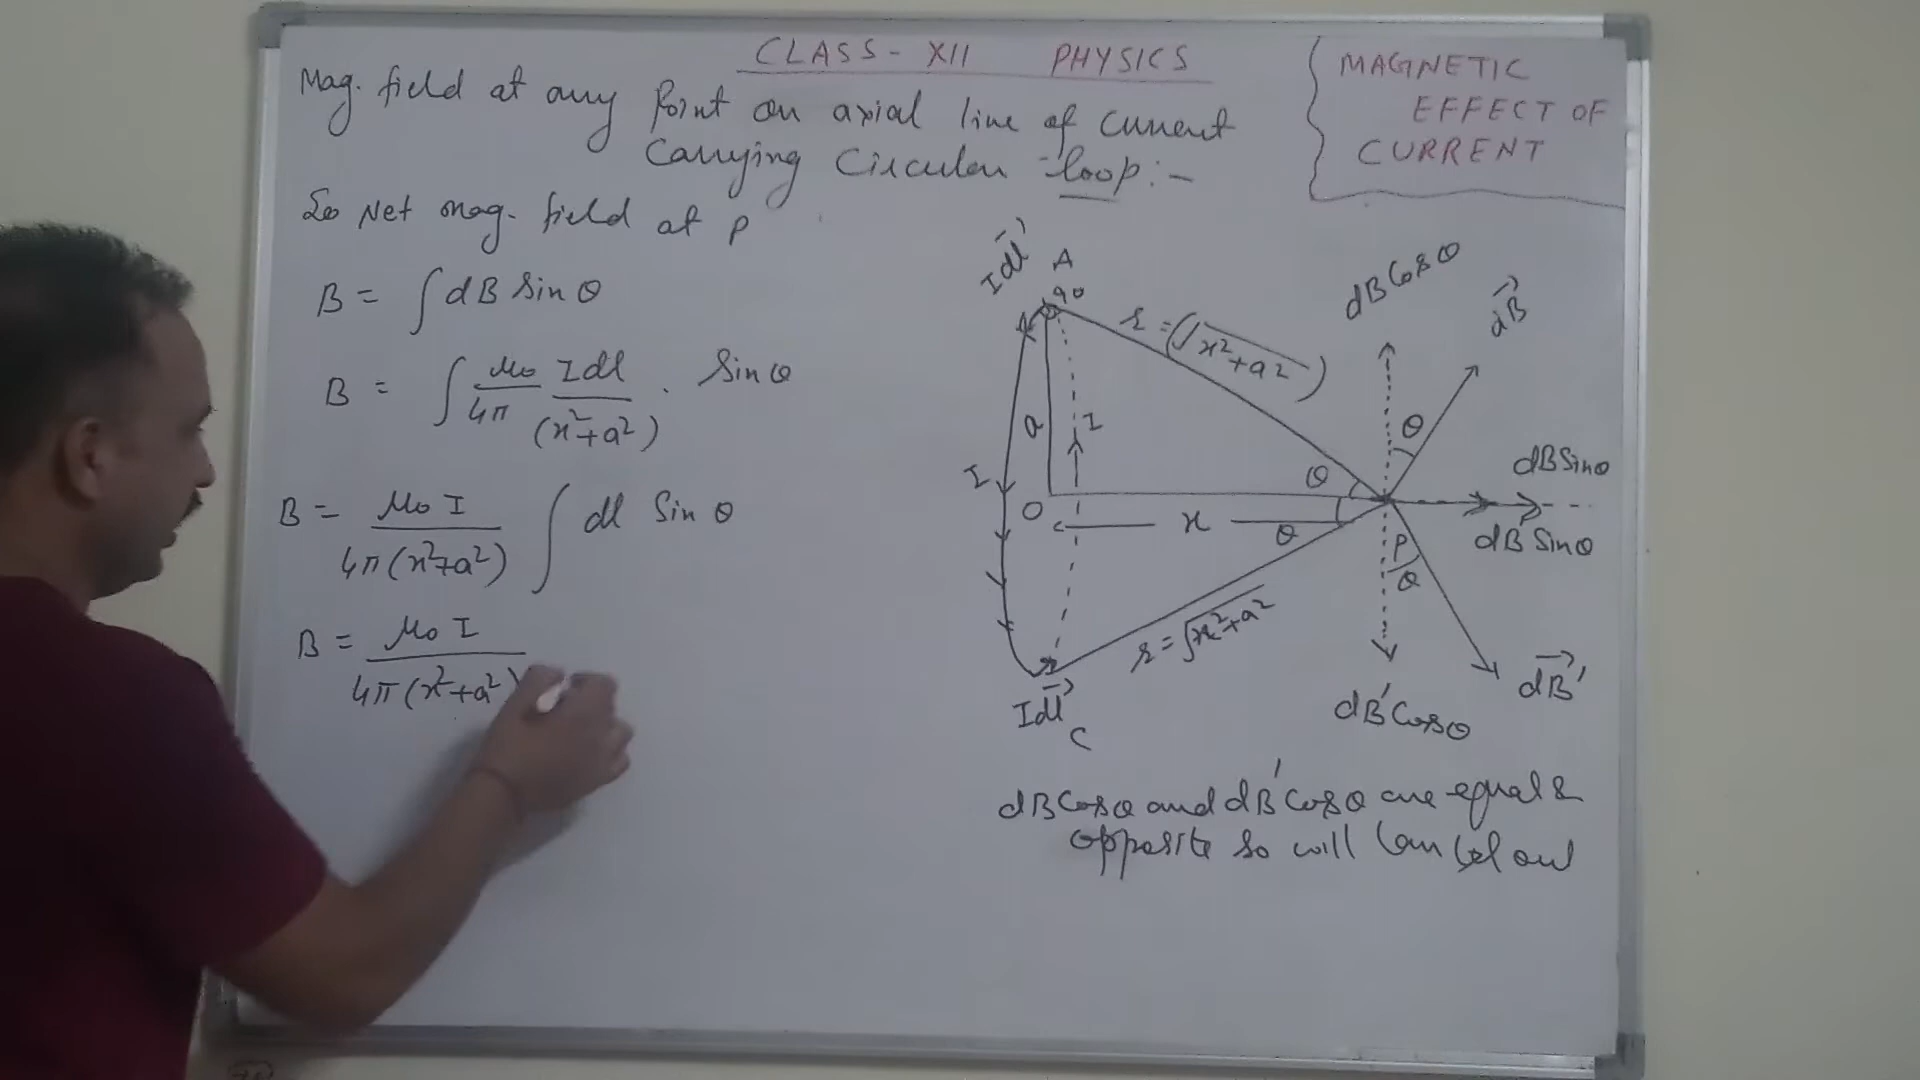 CLASS - XII PHYSICS
MAGNETIC
EFFECT OF
CURRENT
Mag. field at any Point on axial line of current
Carrying Circular loop :-
So Net mag. field at P
B = ∫ dB Sin θ
B = ∫ μ₀/4π Idl/(x²+a²) . Sin θ
B = μ₀ I/4π(x²+a²) ∫ dl Sin θ
B = μ₀ I/4π(x²+a²)
Idl⃗
A
90
r = (√x²+a²)
dB Cos θ
dB⃗
a
I
I
θ
θ
dB Sin θ
O
x
θ
dB' Sin θ
P
θ
r = √x²+a²
Idl⃗
C
dB' Cos θ
dB⃗'
dB Cos θ and dB' Cos θ are equal &
opposite so will Cancel out